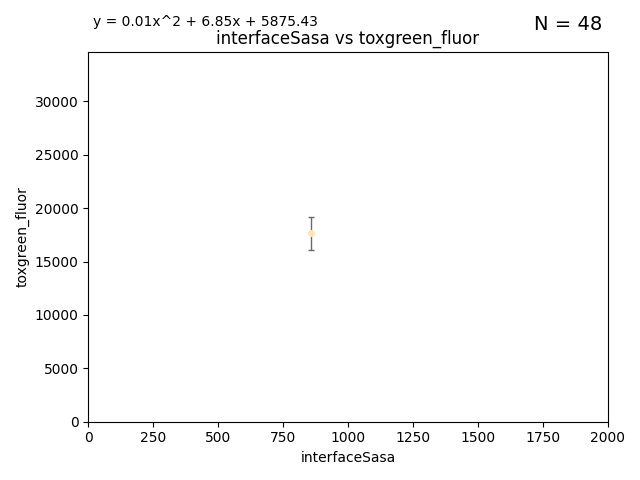 y = 0.01x^2 + 6.85x + 5875.43
N = 48
interfaceSasa vs toxgreen_fluor
30000
25000
20000
15000
10000
5000
0
toxgreen_fluor
0 250 500 750 1000 1250 1500 1750 2000
interfaceSasa